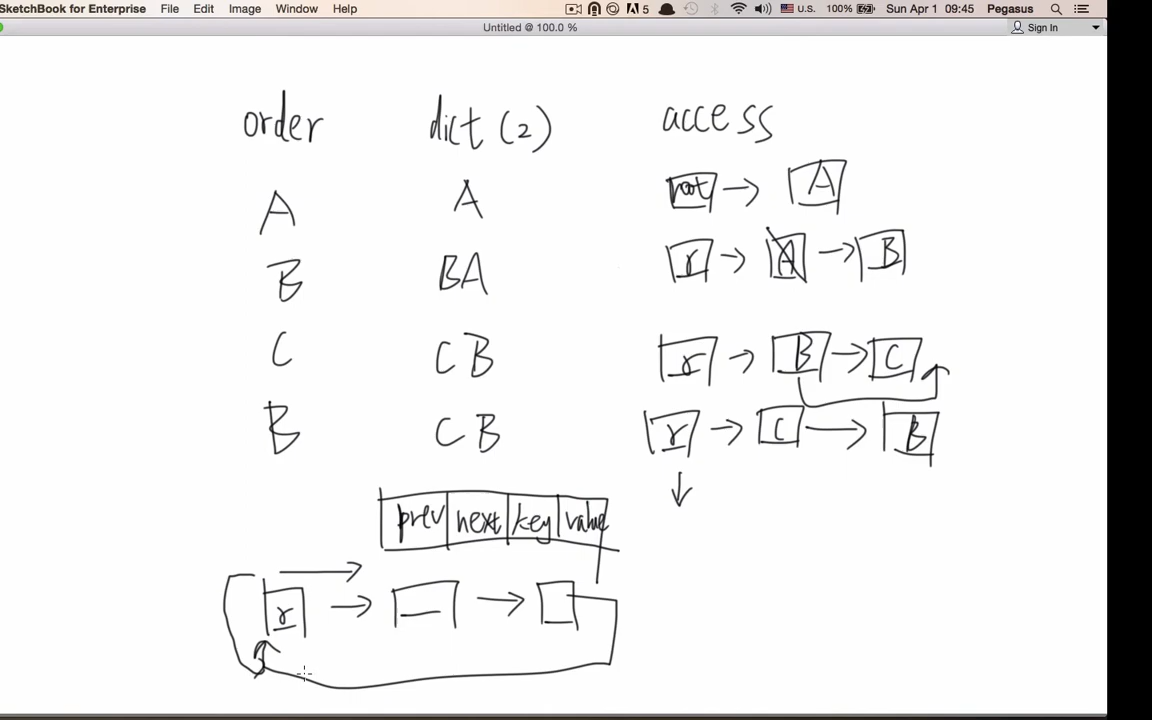 SketchBook for Enterprise File Edit Image Window Help 5 U.S. 100% Sun Apr 1 09:45 Pegasus
Untitled @ 100.0 % Sign In
order dict (2) access
A A root → A
B BA r → A → B
C CB r → B → C
B CB r → C → B
prev next key value
r